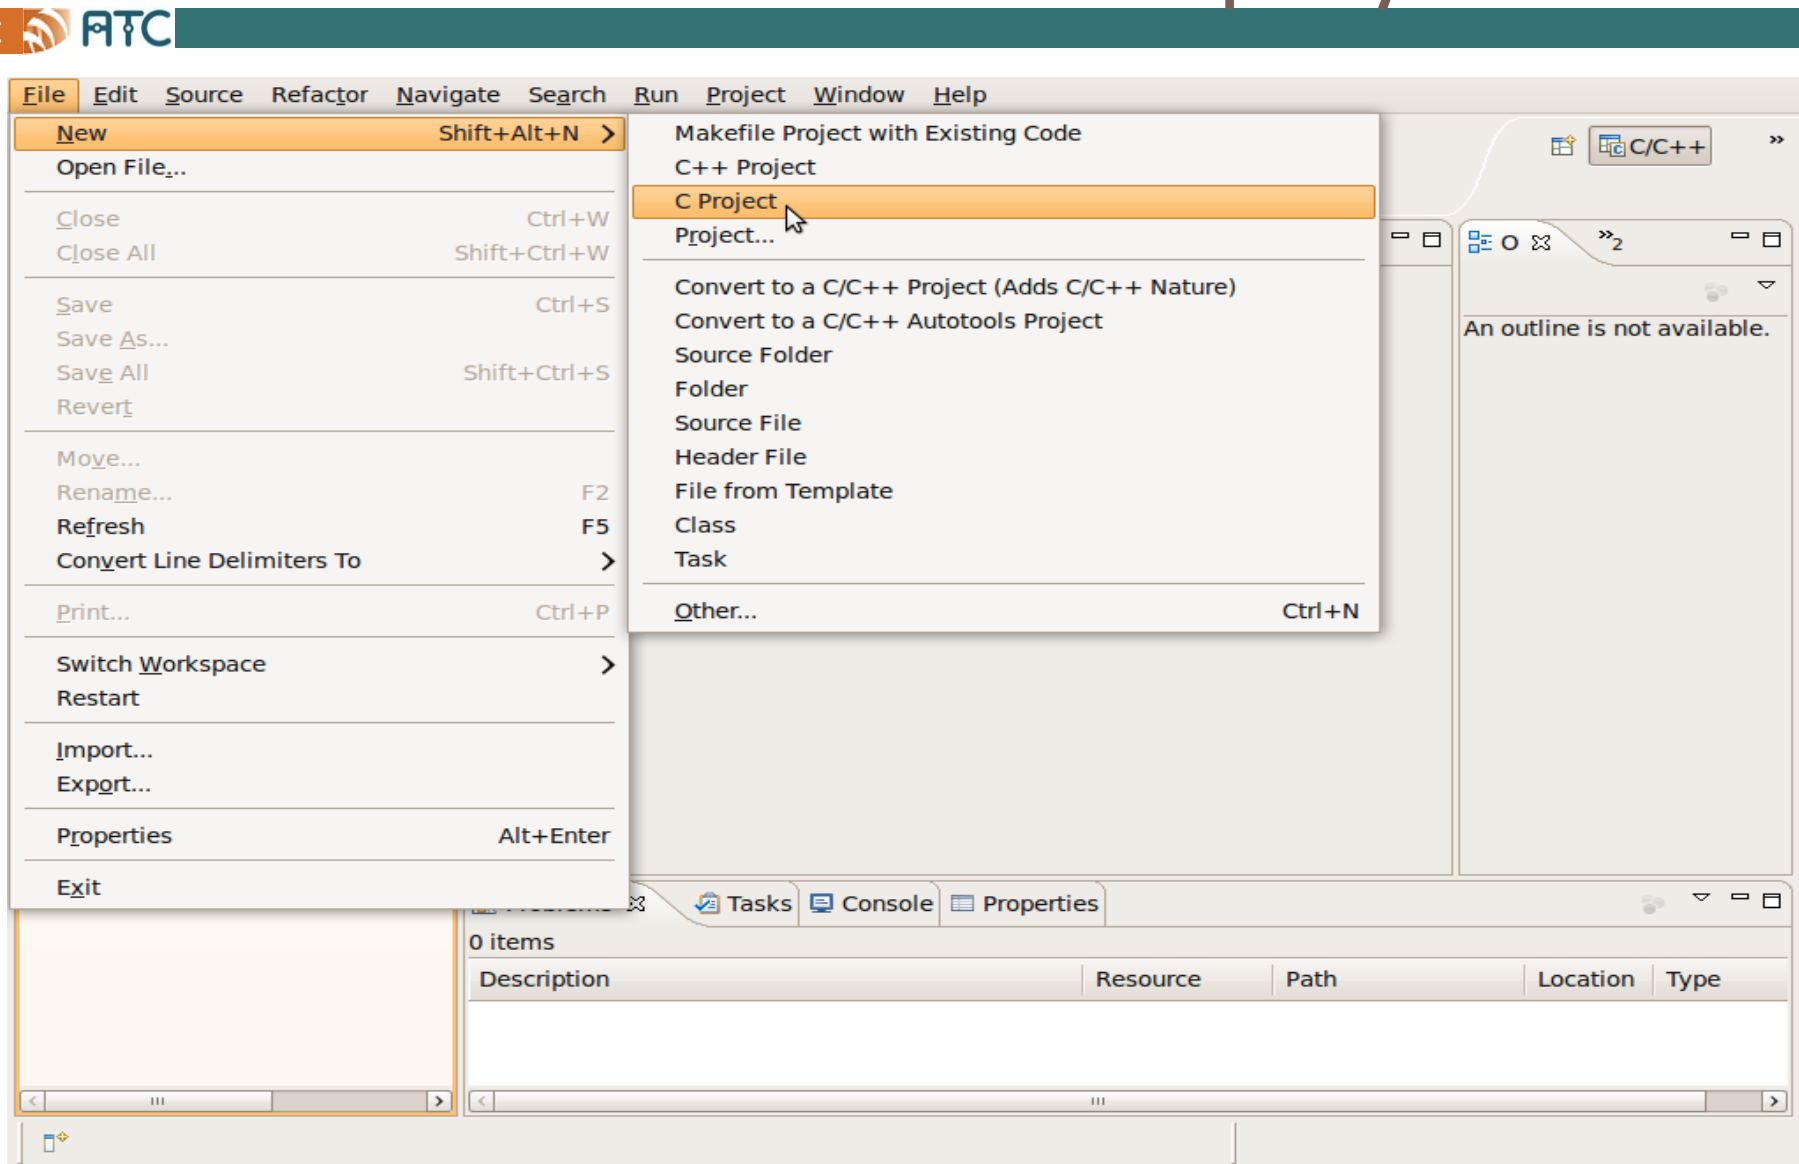 ATC
File Edit Source Refactor Navigate Search Run Project Window Help
New Shift+Alt+N
Open File...
Close Ctrl+W
Close All Shift+Ctrl+W
Save Ctrl+S
Save As...
Save All Shift+Ctrl+S
Revert
Move...
Rename... F2
Refresh F5
Convert Line Delimiters To
Print... Ctrl+P
Switch Workspace
Restart
Import...
Export...
Properties Alt+Enter
Exit
Makefile Project with Existing Code
C++ Project
C Project
Project...
Convert to a C/C++ Project (Adds C/C++ Nature)
Convert to a C/C++ Autotools Project
Source Folder
Folder
Source File
Header File
File from Template
Class
Task
Other... Ctrl+N
C/C++ »
O »2
An outline is not available.
Problems Tasks Console Properties
0 items
Description Resource Path Location Type